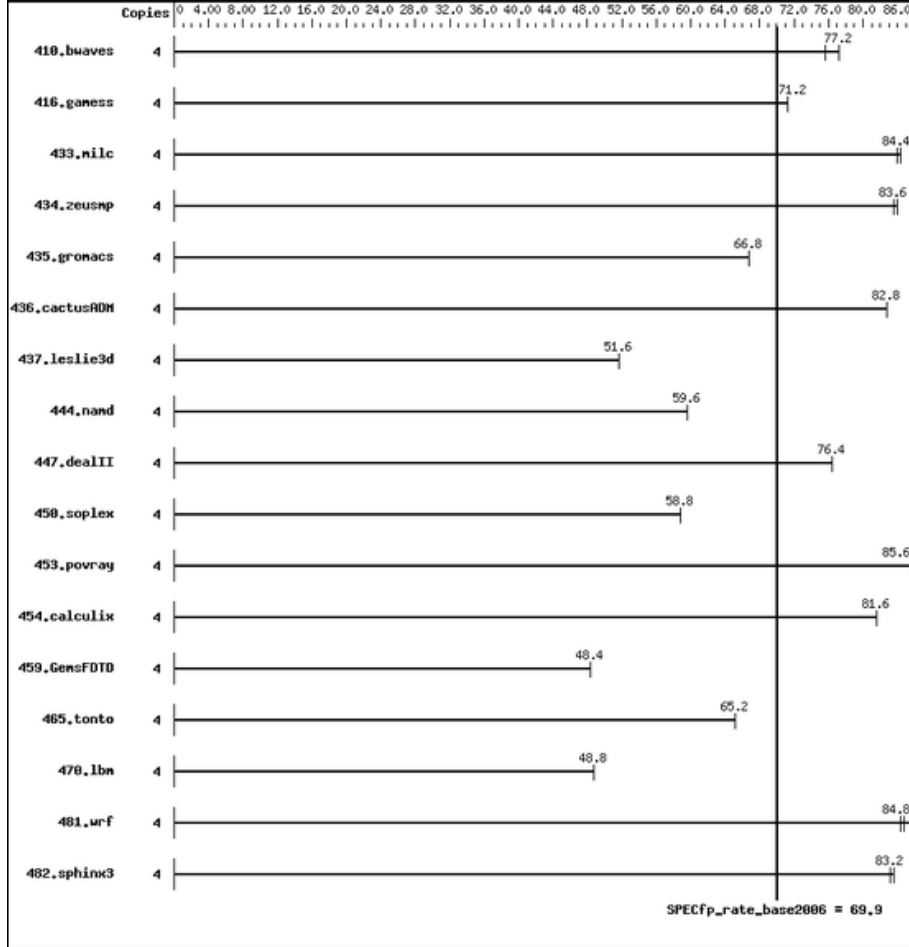 Copies 0 4.00 8.00 12.0 16.0 20.0 24.0 28.0 32.0 36.0 40.0 44.0 48.0 52.0 56.0 60.0 64.0 68.0 72.0 76.0 80.0 86.0
410.bwaves 4 77.2
416.gamess 4 71.2
433.milc 4 84.4
434.zeusmp 4 83.6
435.gromacs 4 66.8
436.cactusADM 4 82.8
437.leslie3d 4 51.6
444.namd 4 59.6
447.dealII 4 76.4
450.soplex 4 58.8
453.povray 4 85.6
454.calculix 4 81.6
459.GemsFDTD 4 48.4
465.tonto 4 65.2
470.lbm 4 48.8
481.wrf 4 84.8
482.sphinx3 4 83.2
SPECfp_rate_base2006 = 69.9